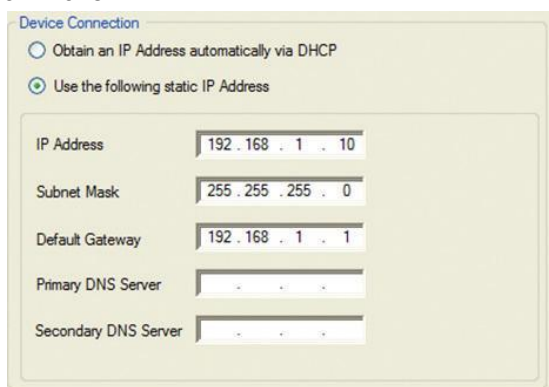 Device Connection
Obtain an IP Address automatically via DHCP
Use the following static IP Address
IP Address 192 . 168 . 1 . 10
Subnet Mask 255 . 255 . 255 . 0
Default Gateway 192 . 168 . 1 . 1
Primary DNS Server . . .
Secondary DNS Server . . .